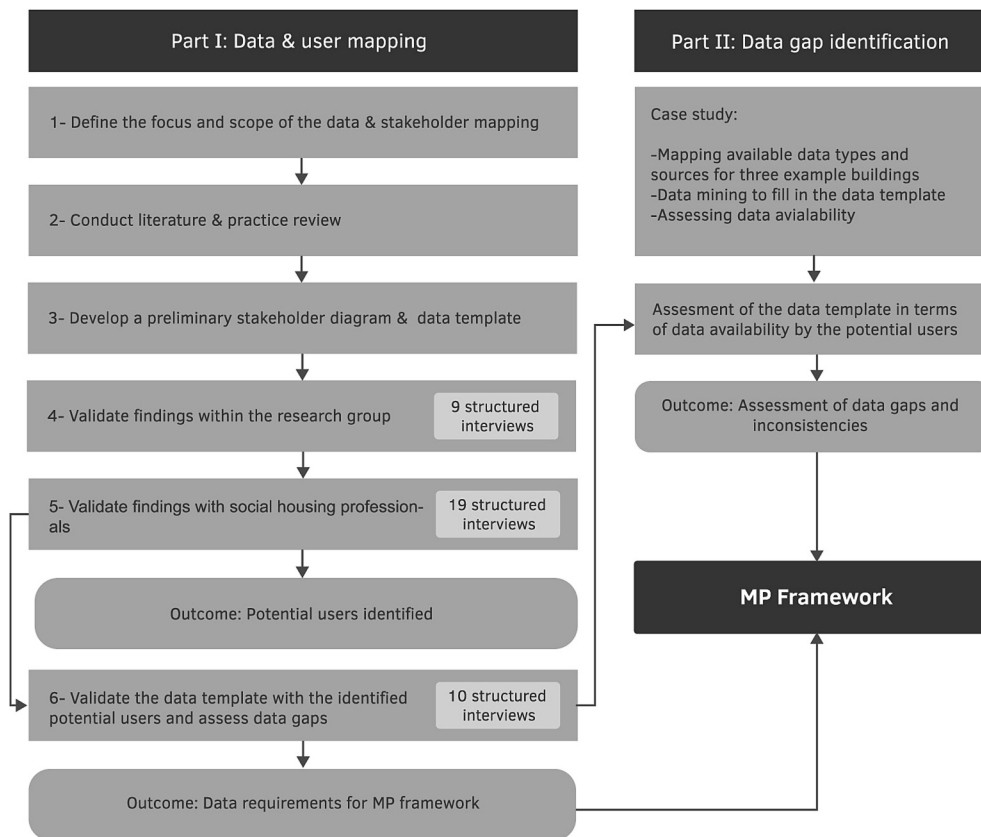 Part I: Data & user mapping
1- Define the focus and scope of the data & stakeholder mapping
2- Conduct literature & practice review
3- Develop a preliminary stakeholder diagram & data template
4- Validate findings within the research group
9 structured
interviews
5- Validate findings with social housing profession-
als
19 structured
interviews
Outcome: Potential users identified
6- Validate the data template with the identified
potential users and assess data gaps
10 structured
interviews
Outcome: Data requirements for MP framework
Part II: Data gap identification
Case study:
-Mapping available data types and
sources for three example buildings
-Data mining to fill in the data template
-Assessing data avialability
Assesment of the data template in terms
of data availability by the potential users
Outcome: Assessment of data gaps and
inconsistencies
MP Framework